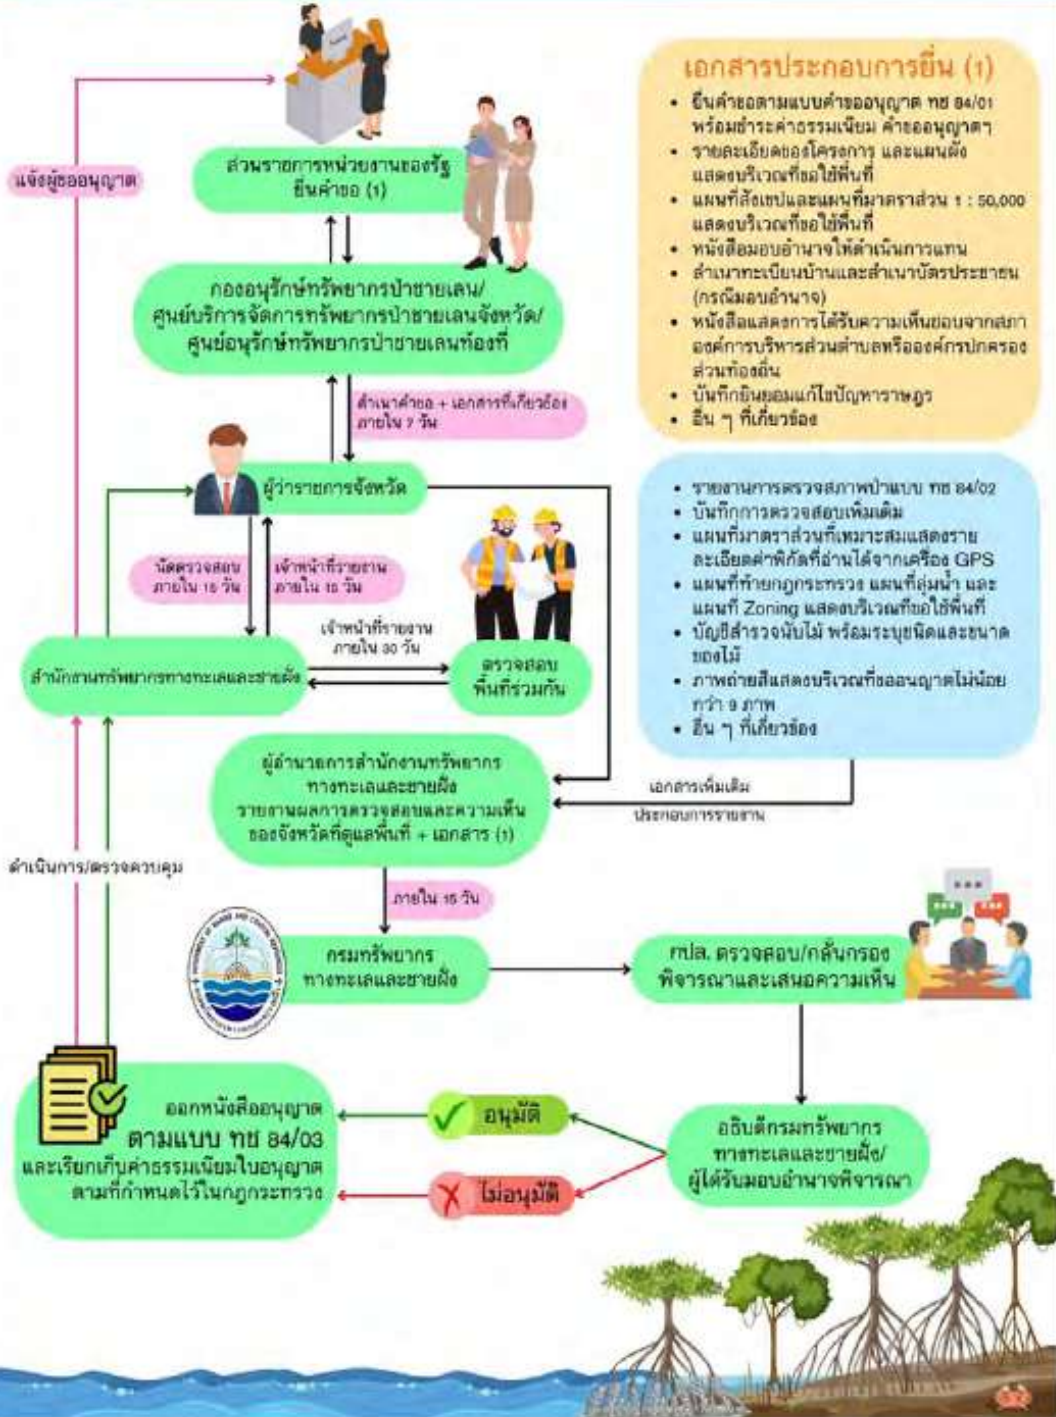 ส่วนราชการหน่วยงานของรัฐ
ยื่นคำขอ (1)
แจ้งผู้ขออนุญาต
กองอนุรักษ์ทรัพยากรป่าชายเลน/
ศูนย์บริการจัดการทรัพยากรป่าชายเลนจังหวัด/
ศูนย์อนุรักษ์ทรัพยากรป่าชายเลนท้องที่
สำเนาคำขอ + เอกสารที่เกี่ยวข้อง
ภายใน 7 วัน
เอกสารประกอบการยื่น (1)
• ยื่นคำขอตามแบบคำขออนุญาต ทช 84/01
พร้อมชำระค่าธรรมเนียม คำขออนุญาตฯ
• รายละเอียดของโครงการ และแผนผัง
แสดงบริเวณที่ขอใช้พื้นที่
• แผนที่สังเขปและแผนที่มาตราส่วน 1 : 50,000
แสดงบริเวณที่ขอใช้พื้นที่
• หนังสือมอบอำนาจให้ดำเนินการแทน
• สำเนาทะเบียนบ้านและสำเนาบัตรประชาชน
(กรณีมอบอำนาจ)
• หนังสือแสดงการได้รับความเห็นชอบจากสภา
องค์การบริหารส่วนตำบลหรือองค์กรปกครอง
ส่วนท้องถิ่น
• บันทึกยินยอมแก้ไขปัญหาราษฎร
• อื่น ๆ ที่เกี่ยวข้อง
ผู้ว่าราชการจังหวัด
นัดตรวจสอบ
ภายใน 15 วัน
เจ้าหน้าที่รายงาน
ภายใน 15 วัน
เจ้าหน้าที่รายงาน
ภายใน 30 วัน
สำนักงานทรัพยากรทางทะเลและชายฝั่ง
ตรวจสอบ
พื้นที่ร่วมกัน
• รายงานการตรวจสภาพป่าแบบ ทช 84/02
• บันทึกการตรวจสอบเพิ่มเติม
• แผนที่มาตราส่วนที่เหมาะสมแสดงราย
ละเอียดค่าพิกัดที่อ่านได้จากเครื่อง GPS
• แผนที่ท้ายกฎกระทรวง แผนที่ลุ่มน้ำ และ
แผนที่ Zoning แสดงบริเวณที่ขอใช้พื้นที่
• บัญชีสำรวจนับไม้ พร้อมระบุชนิดและขนาด
ของไม้
• ภาพถ่ายสีแสดงบริเวณที่ขออนุญาตไม่น้อย
กว่า 9 ภาพ
• อื่น ๆ ที่เกี่ยวข้อง
ผู้อำนวยการสำนักงานทรัพยากร
ทางทะเลและชายฝั่ง
รายงานผลการตรวจสอบและความเห็น
ของจังหวัดที่ดูแลพื้นที่ + เอกสาร (1)
เอกสารเพิ่มเติม
ประกอบการรายงาน
ดำเนินการ/ตรวจควบคุม
ภายใน 15 วัน
กรมทรัพยากร
ทางทะเลและชายฝั่ง
กปล. ตรวจสอบ/กลั่นกรอง
พิจารณาและเสนอความเห็น
ออกหนังสืออนุญาต
ตามแบบ ทช 84/03
และเรียกเก็บค่าธรรมเนียมใบอนุญาต
ตามที่กำหนดไว้ในกฎกระทรวง
อนุมัติ
ไม่อนุมัติ
อธิบดีกรมทรัพยากร
ทางทะเลและชายฝั่ง/
ผู้ได้รับมอบอำนาจพิจารณา